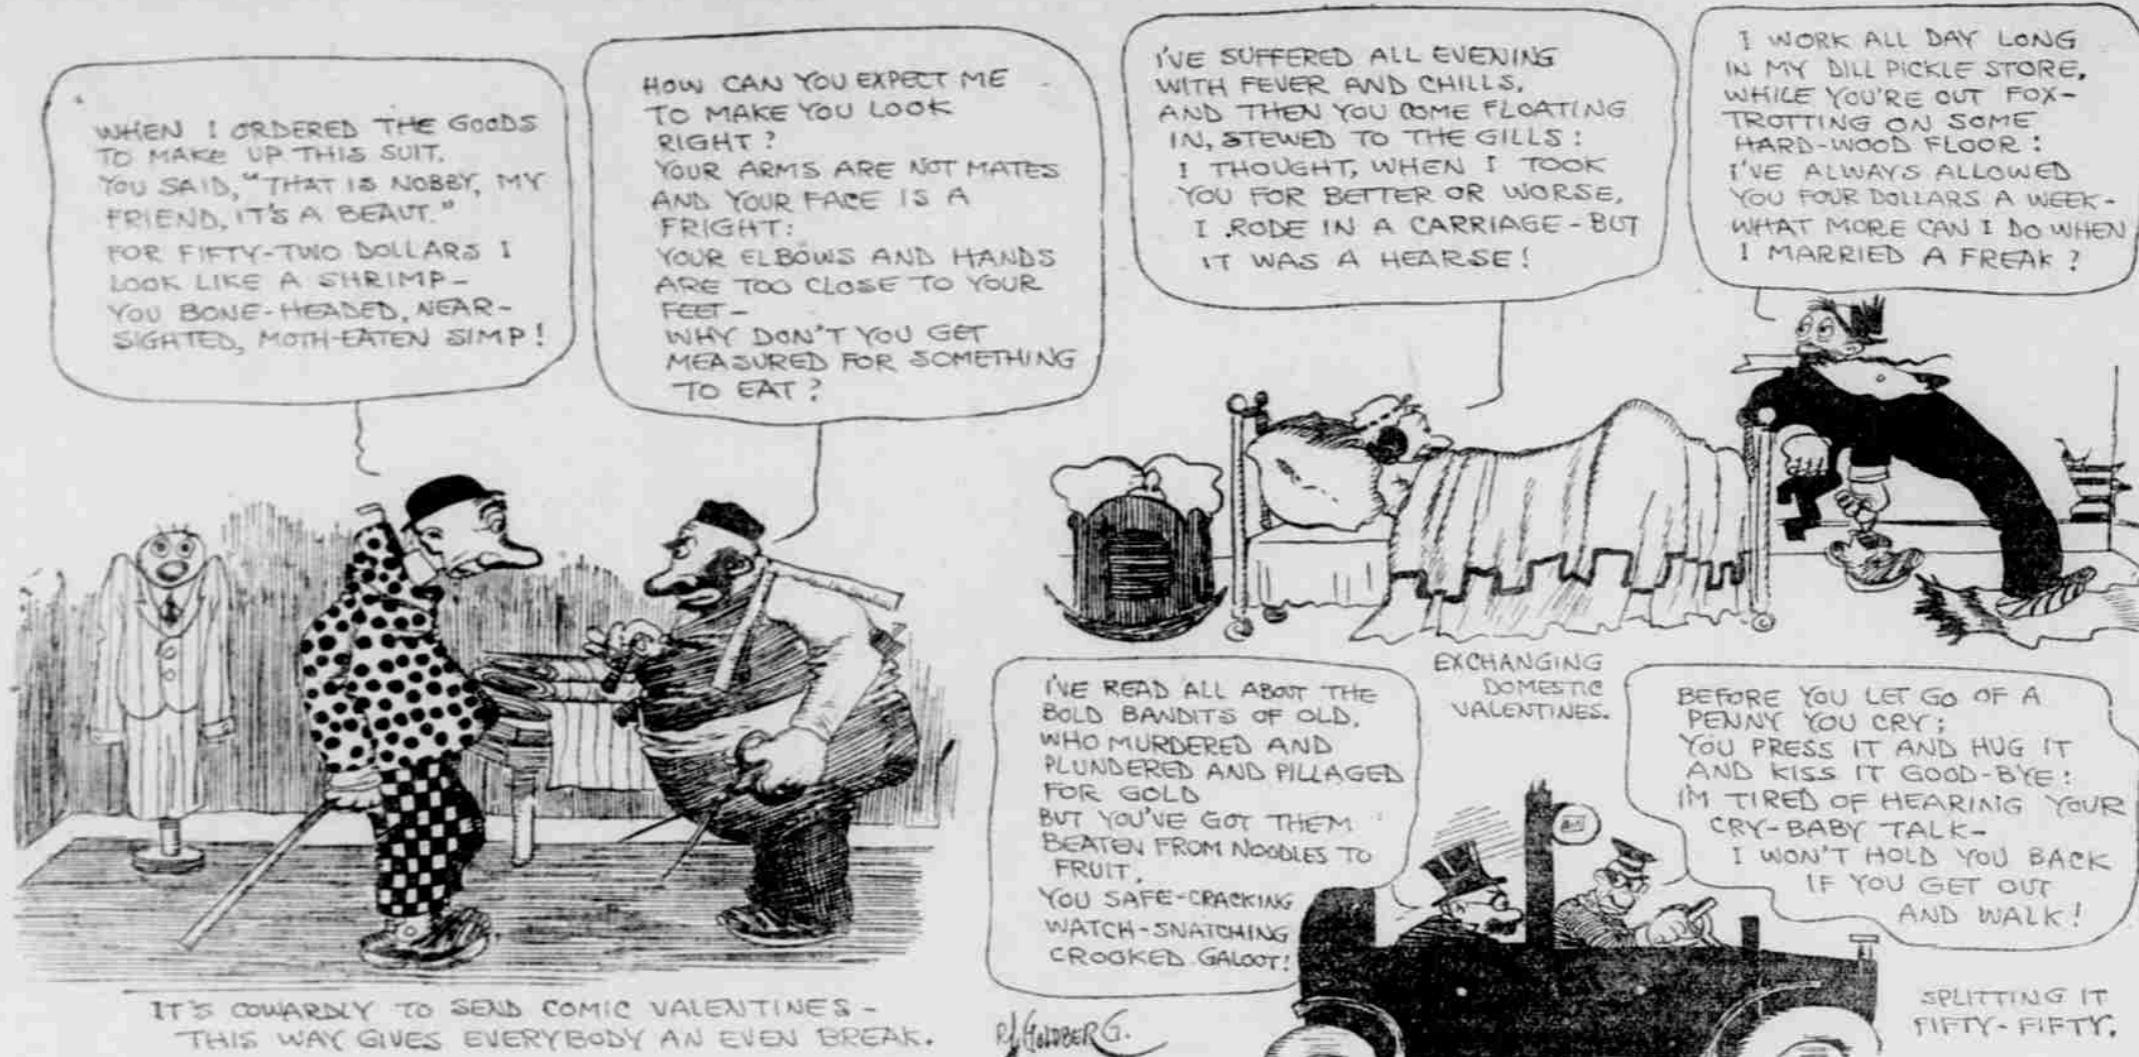 WHEN I ORDERED THE GOODS
TO MAKE UP THIS SUIT.
YOU SAID, "THAT IS NOBBY, MY
FRIEND, IT'S A BEAUT."
FOR FIFTY-TWO DOLLARS I
LOOK LIKE A SHRIMP-
YOU BONE-HEADED, NEAR-
SIGHTED, MOTH-EATEN SIMP!
HOW CAN YOU EXPECT ME
TO MAKE YOU LOOK
RIGHT?
YOUR ARMS ARE NOT MATES
AND YOUR FACE IS A
FRIGHT:
YOUR ELBOWS AND HANDS
ARE TOO CLOSE TO YOUR
FEET-
WHY DON'T YOU GET
MEASURED FOR SOMETHING
TO EAT?
IT'S COWARDLY TO SEND COMIC VALENTINES-
THIS WAY GIVES EVERYBODY AN EVEN BREAK.
I'VE SUFFERED ALL EVENING
WITH FEVER AND CHILLS,
AND THEN YOU COME FLOATING
IN, STEWED TO THE GILLS:
I THOUGHT, WHEN I TOOK
YOU FOR BETTER OR WORSE,
I RODE IN A CARRIAGE-BUT
IT WAS A HEARSE!
I WORK ALL DAY LONG
IN MY DILL PICKLE STORE,
WHILE YOU'RE OUT FOX-
TROTTING ON SOME
HARD-WOOD FLOOR:
I'VE ALWAYS ALLOWED
YOU FOUR DOLLARS A WEEK-
WHAT MORE CAN I DO WHEN
I MARRIED A FREAK?
EXCHANGING
DOMESTIC
VALENTINES.
I'VE READ ALL ABOUT THE
BOLD BANDITS OF OLD,
WHO MURDERED AND
PLUNDERED AND PILLAGED
FOR GOLD
BUT YOU'VE GOT THEM
BEATEN FROM NOODLES TO
FRUIT,
YOU SAFE-CRACKING
WATCH-SNATCHING
CROOKED GALOOT!
BEFORE YOU LET GO OF A
PENNY YOU CRY;
YOU PRESS IT AND HUG IT
AND KISS IT GOOD-BYE:
I'M TIRED OF HEARING YOUR
CRY-BABY TALK-
I WON'T HOLD YOU BACK
IF YOU GET OUT
AND WALK!
SPLITTING IT
FIFTY-FIFTY.
R.L. GOLDBERG.